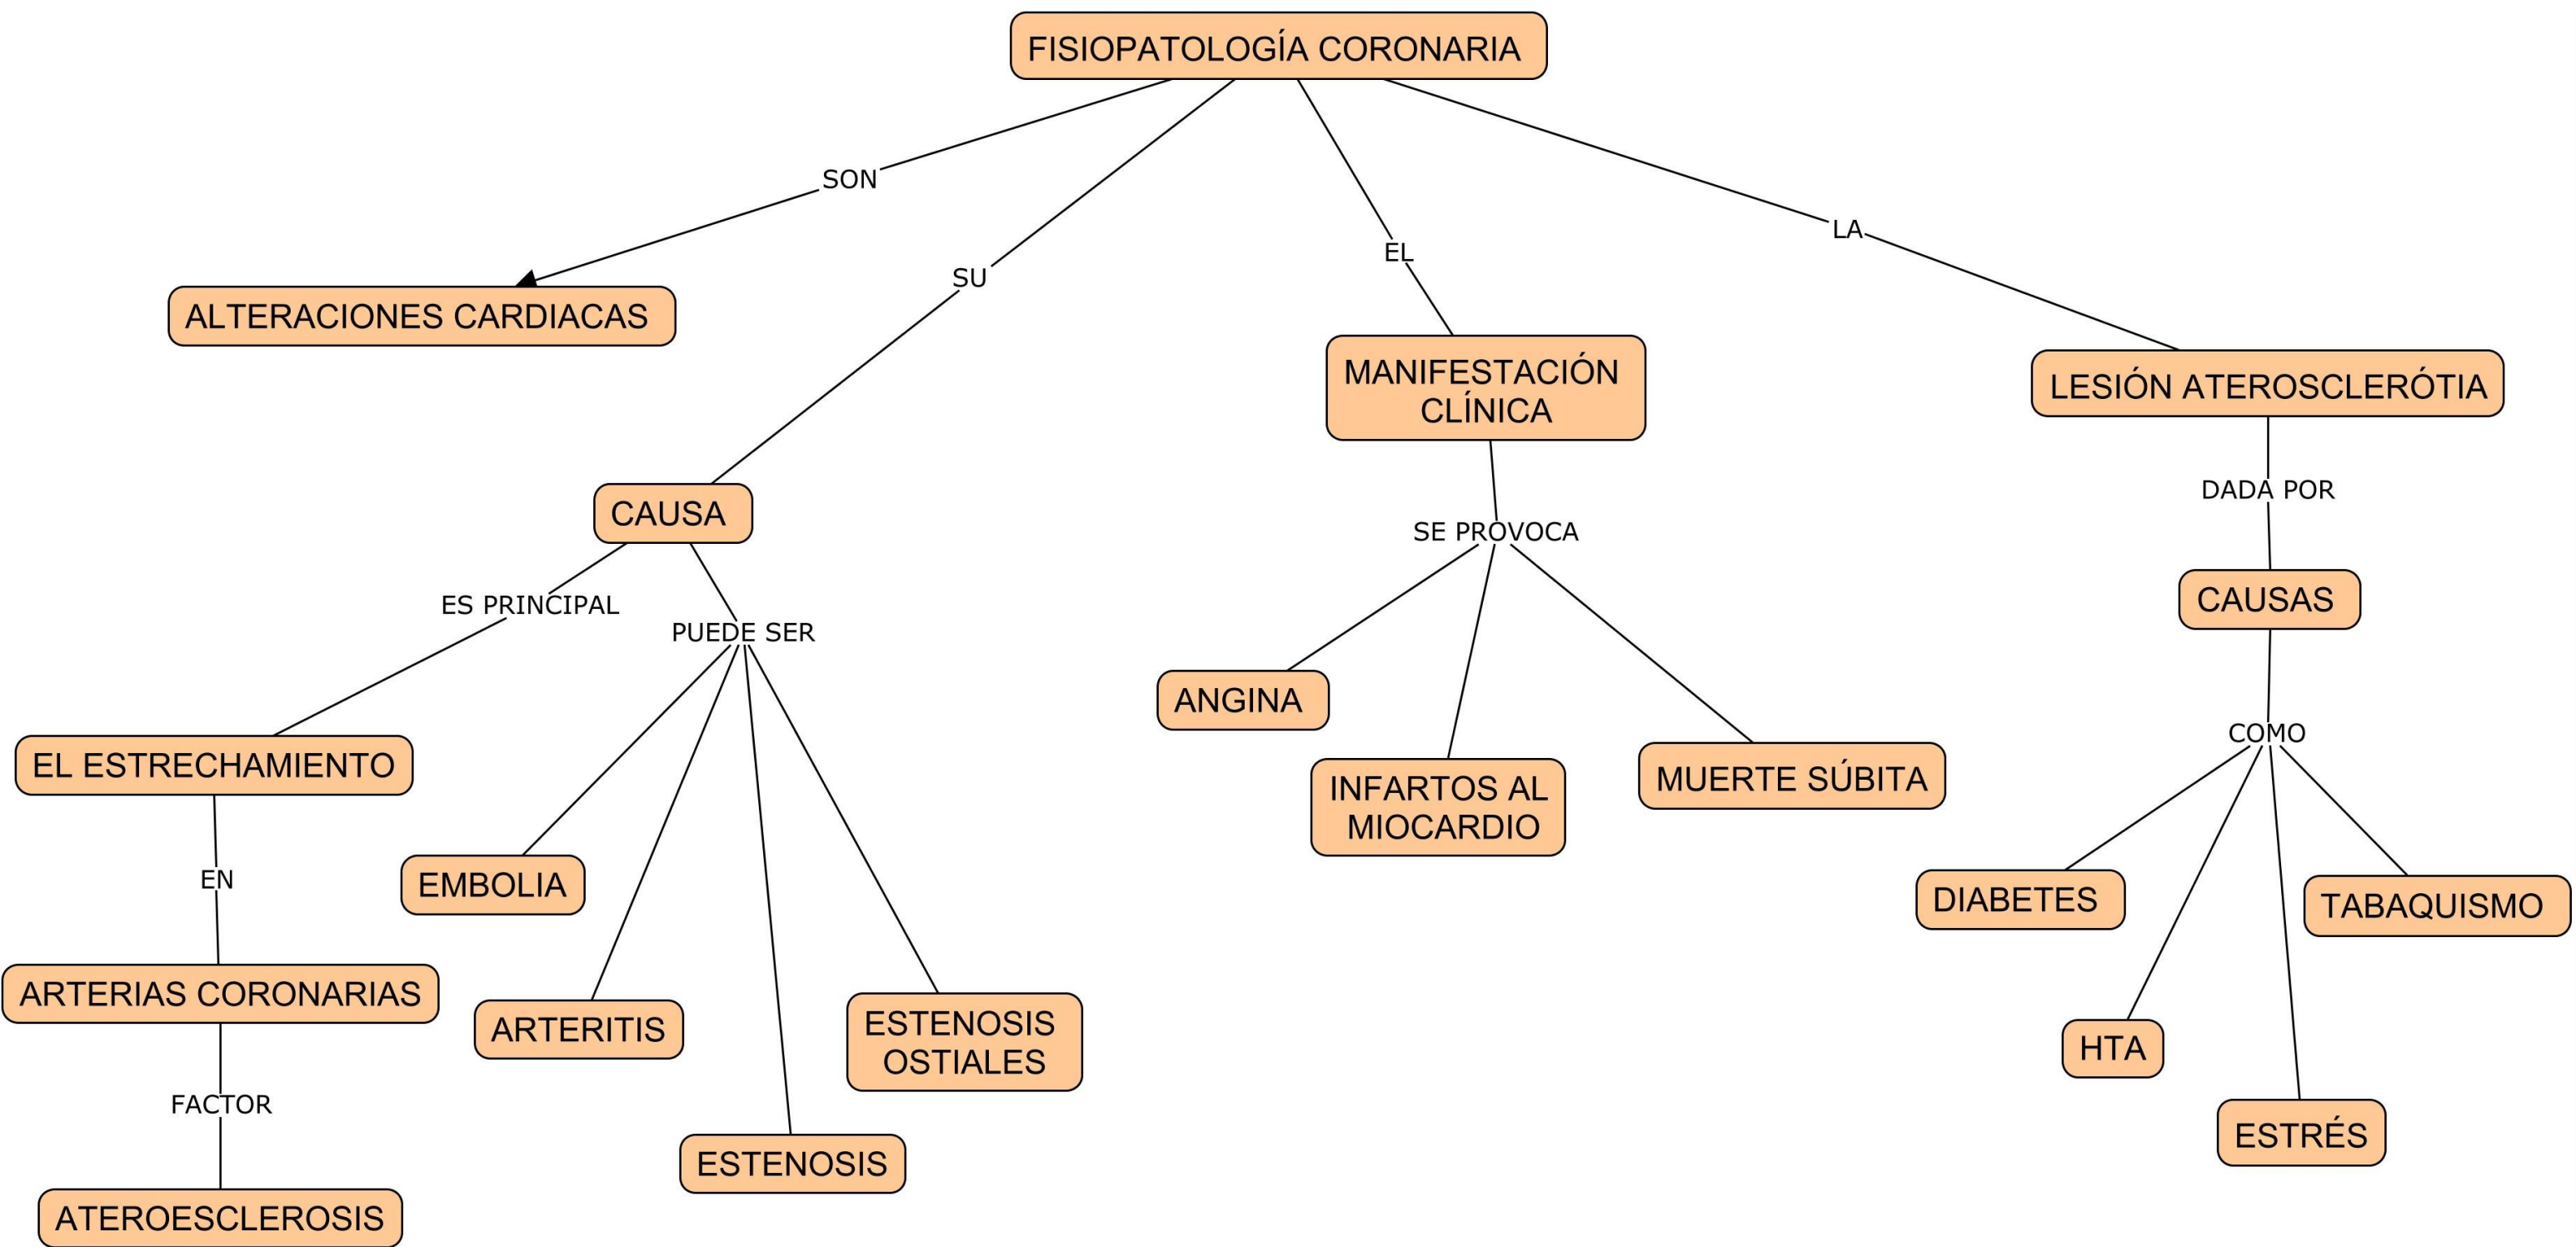 FISIOPATOLOGÍA CORONARIA
SON
LA
EL
SU
ALTERACIONES CARDIACAS
MANIFESTACIÓN
CLÍNICA
LESIÓN ATEROSCLERÓTIA
DADA POR
CAUSA
SE PROVOCA
CAUSAS
ES PRINCIPAL
PUEDE SER
ANGINA
COMO
EL ESTRECHAMIENTO
INFARTOS AL
MIOCARDIO
MUERTE SÚBITA
EN
EMBOLIA
DIABETES
TABAQUISMO
ARTERIAS CORONARIAS
ARTERITIS
ESTENOSIS
OSTIALES
HTA
FACTOR
ESTRÉS
ESTENOSIS
ATEROESCLEROSIS